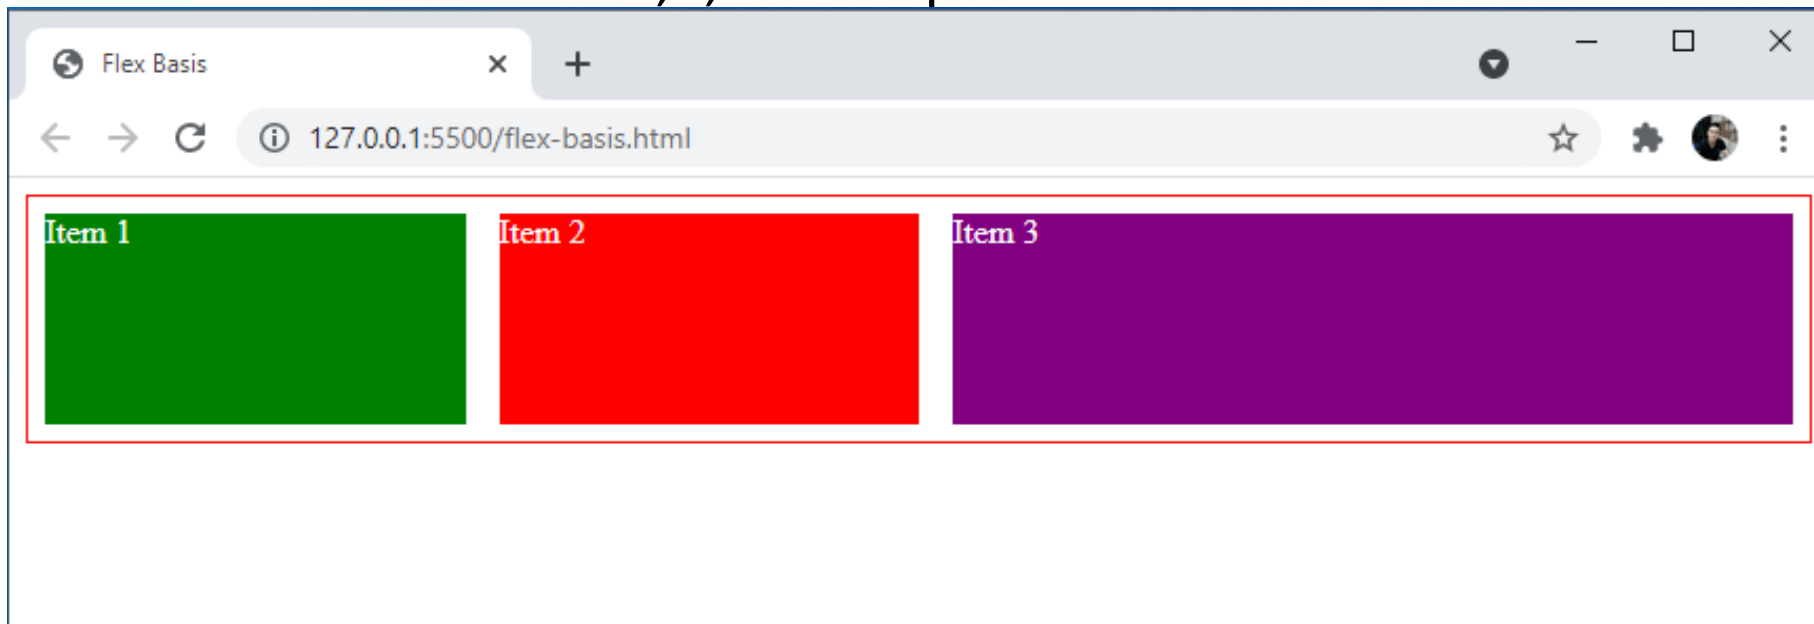 Flex Basis
127.0.0.1:5500/flex-basis.html
Item 1
Item 2
Item 3